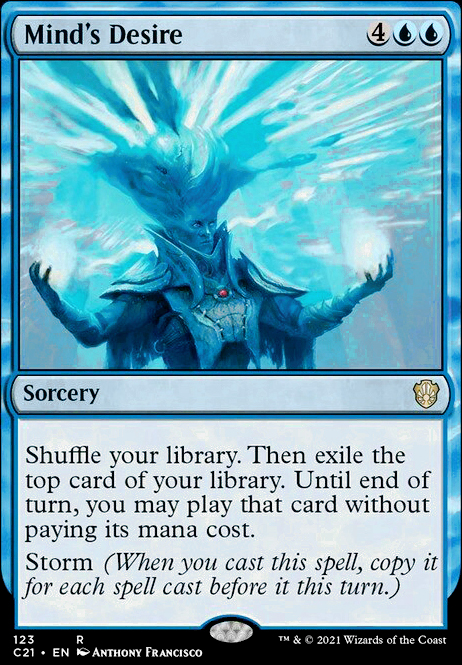 Mind's Desire 4
Sorcery
Shuffle your library. Then exile the
top card of your library. Until end of
turn, you may play that card without
paying its mana cost.
Storm (When you cast this spell, copy it
for each spell cast before it this turn.)
123 R
C21 • EN Anthony Francisco
™ & © 2021 Wizards of the Coast